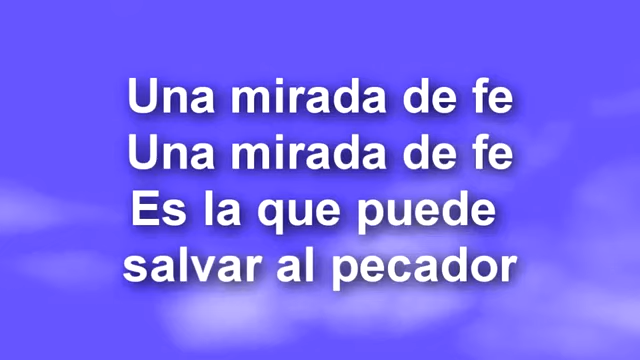 Una mirada de fe
Una mirada de fe
Es la que puede
salvar al pecador